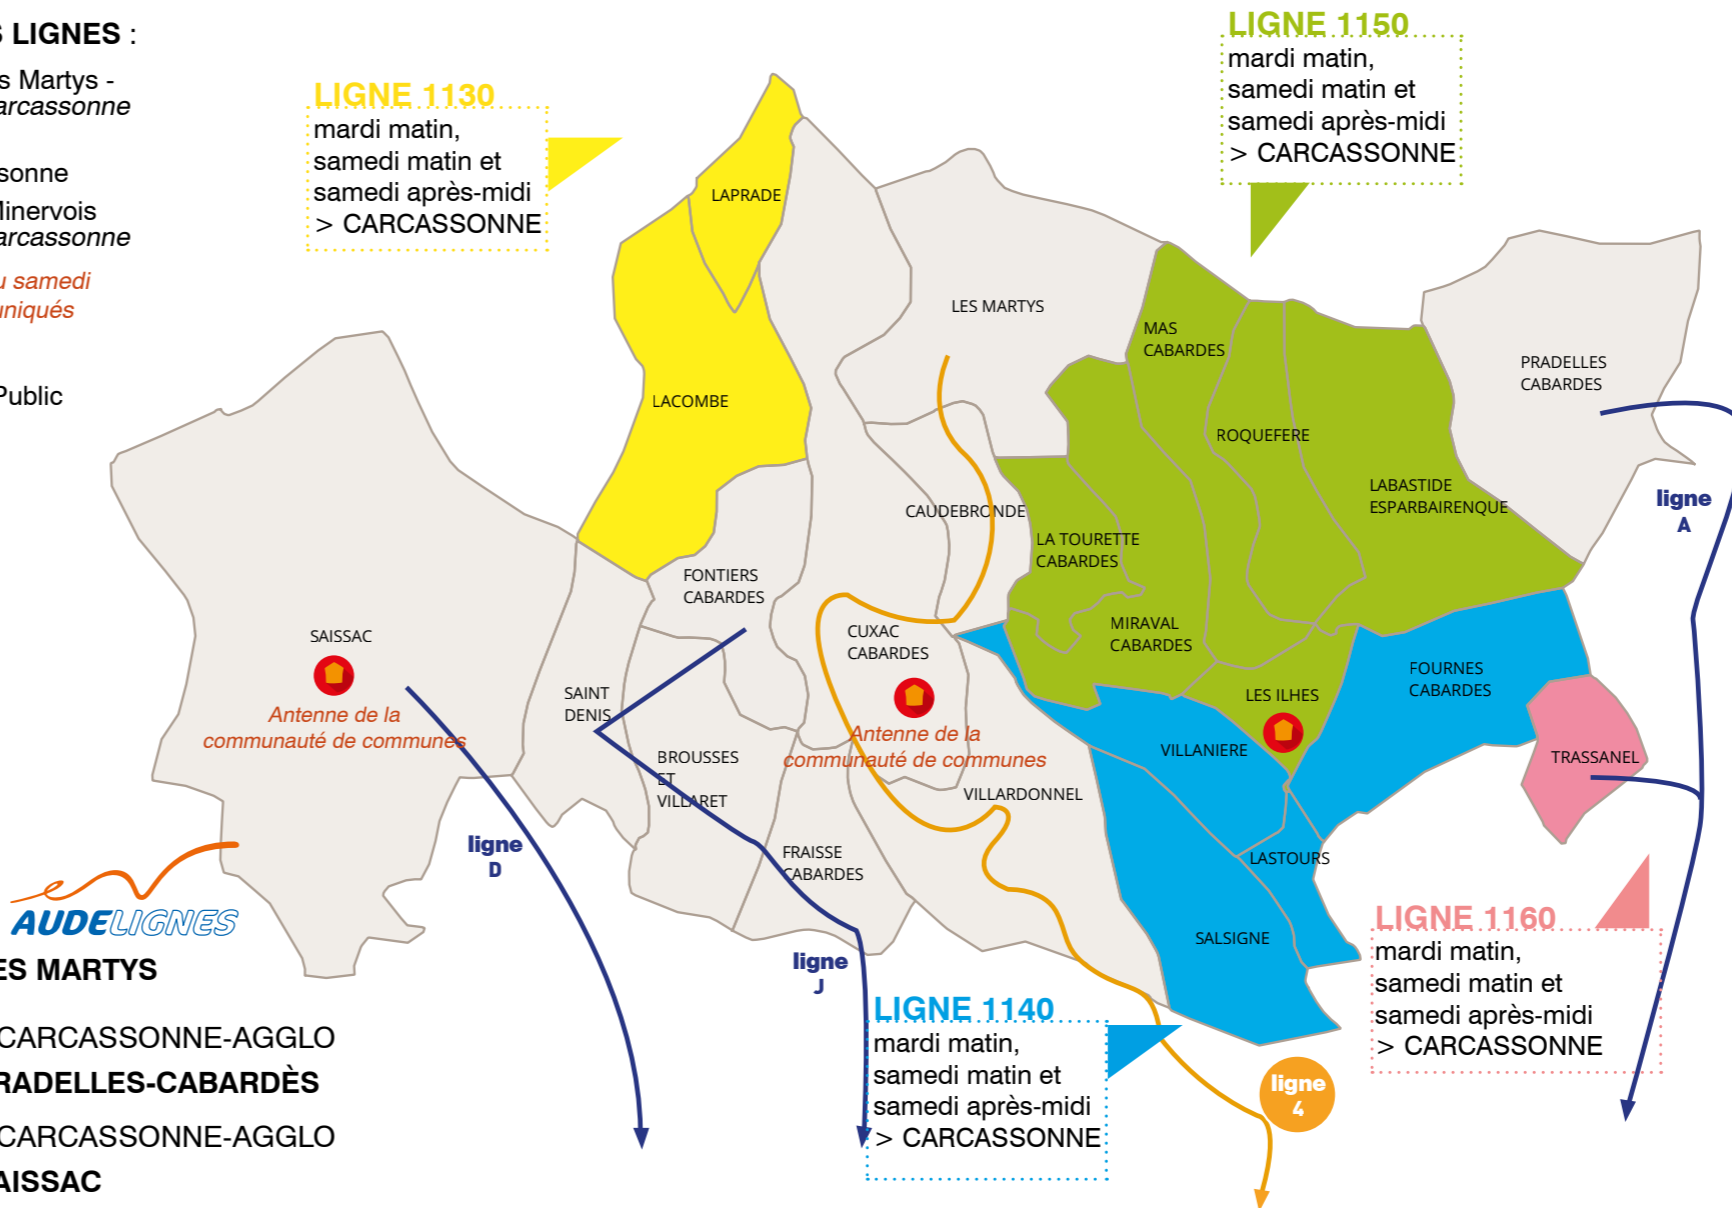 S LIGNES :
s Martys -
arcassonne
sonne
Minervois
arcassonne
u samedi
uniqués
Public
LIGNE 1130
mardi matin,
samedi matin et
samedi après-midi
> CARCASSONNE
LIGNE 1150
mardi matin,
samedi matin et
samedi après-midi
> CARCASSONNE
LAPRADE
LACOMBE
LES MARTYS
MAS
CABARDES
ROQUEFERE
PRADELLES
CABARDES
LABASTIDE
ESPARBAIRENQUE
ligne
A
CAUDEBRONDE
LA TOURETTE
CABARDES
FONTIERS
CABARDES
CUXAC
CABARDES
Antenne de la
communauté de communes
MIRAVAL
CABARDES
SAISSAC
Antenne de la
communauté de communes
SAINT
DENIS
BROUSSES
ET
VILLARET
LES ILHES
FOURNES
CABARDES
VILLANIERE
TRASSANEL
VILLARDONNEL
FRAISSE
CABARDES
LASTOURS
SALSIGNE
ligne
D
ligne
J
AUDELIGNES
ES MARTYS
CARCASSONNE-AGGLO
RADELLES-CABARDÈS
CARCASSONNE-AGGLO
AISSAC
LIGNE 1140
mardi matin,
samedi matin et
samedi après-midi
> CARCASSONNE
ligne
4
LIGNE 1160
mardi matin,
samedi matin et
samedi après-midi
> CARCASSONNE